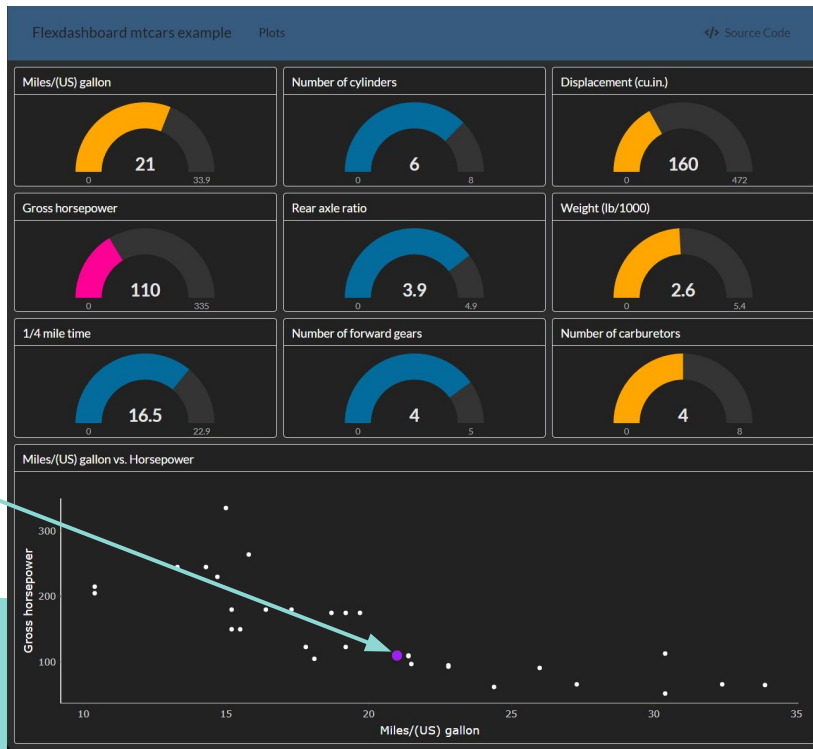 Flexdashboard mtcars example Plots </> Source Code
Miles/(US) gallon Number of cylinders Displacement (cu.in.)
21 6 160
0 33.9 0 8 0 472
Gross horsepower Rear axle ratio Weight (lb/1000)
110 3.9 2.6
0 335 0 4.9 0 5.4
1/4 mile time Number of forward gears Number of carburetors
16.5 4 4
0 22.9 0 5 0 8
Miles/(US) gallon vs. Horsepower
Gross horsepower
300
200
100
10 15 20 25 30 35
Miles/(US) gallon